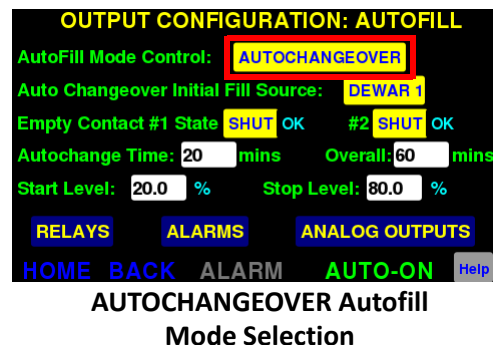 OUTPUT CONFIGURATION: AUTOFILL
AutoFill Mode Control: AUTOCHANGEOVER
Auto Changeover Initial Fill Source: DEWAR 1
Empty Contact #1 State SHUT OK #2 SHUT OK
Autochange Time: 20 mins Overall: 60 mins
Start Level: 20.0 % Stop Level: 80.0 %
RELAYS ALARMS ANALOG OUTPUTS
HOME BACK ALARM AUTO-ON Help
AUTOCHANGEOVER Autofill
Mode Selection